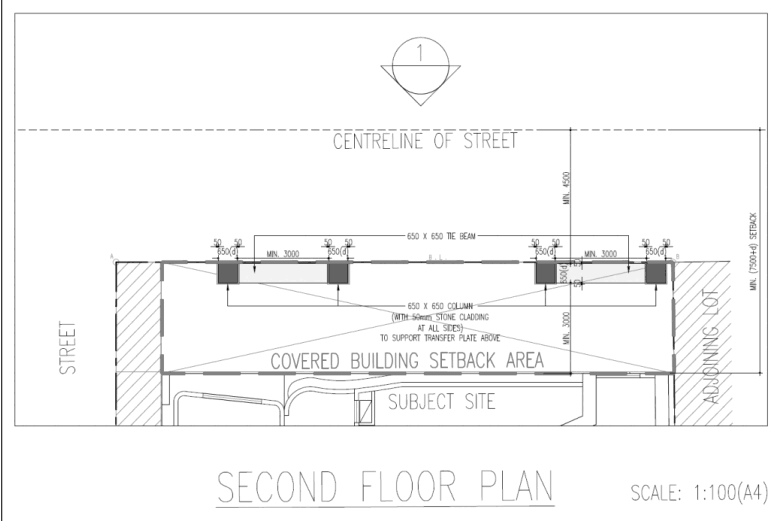 1
CENTRELINE OF STREET
MIN. 4500
MIN. (7500+d) SETBACK
650 X 650 TIE BEAM
50 50
650(d)
MIN. 3000
50 50
650(d)
50 50
650(d)
MIN. 3000
50 50
650(d)
A
B.L.
B
50
650(d)
50
650 X 650 COLUMN
(WITH 50mm STONE CLADDING
AT ALL SIDES)
TO SUPPORT TRANSFER PLATE ABOVE
MIN. 3000
STREET
COVERED BUILDING SETBACK AREA
ADJOINING LOT
SUBJECT SITE
SECOND FLOOR PLAN
SCALE: 1:100(A4)